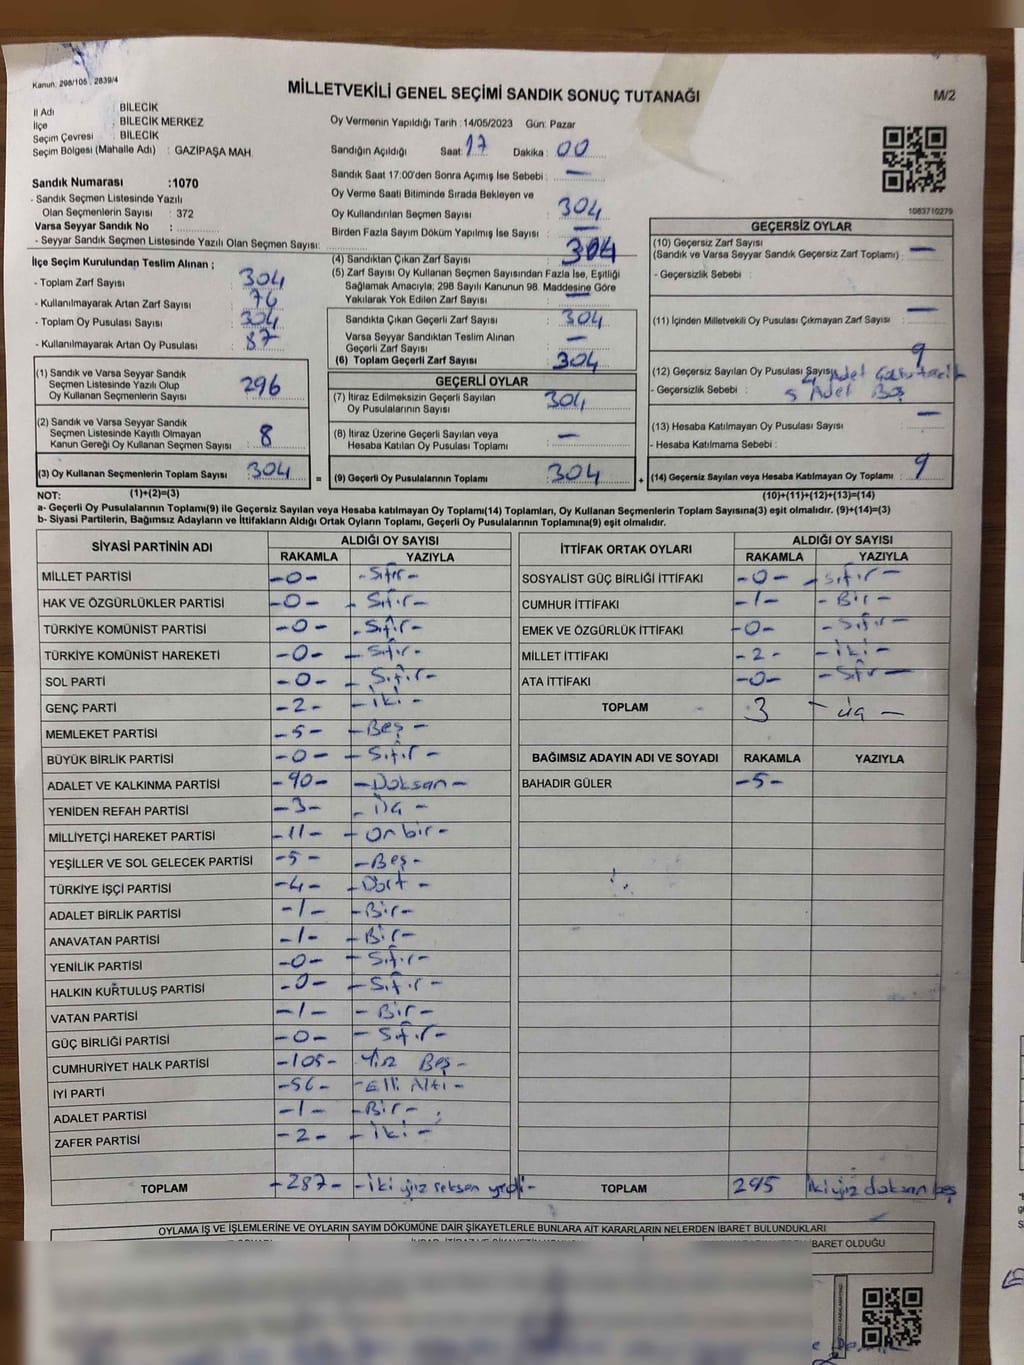 Kanun: 298/105 , 2839/4
MİLLETVEKİLİ GENEL SEÇİMİ SANDIK SONUÇ TUTANAĞI
M/2
İl Adı : BİLECİK
İlçe : BİLECİK MERKEZ
Seçim Çevresi : BİLECİK
Seçim Bölgesi (Mahalle Adı) : GAZİPAŞA MAH.
Sandık Numarası :1070
- Sandık Seçmen Listesinde Yazılı
Olan Seçmenlerin Sayısı : 372
Varsa Seyyar Sandık No :
- Seyyar Sandık Seçmen Listesinde Yazılı Olan Seçmen Sayısı:
Oy Vermenin Yapıldığı Tarih :14/05/2023 Gün: Pazar
Sandığın Açıldığı Saat: 17 Dakika : 00
Sandık Saat 17:00'den Sonra Açımış İse Sebebi : —
Oy Verme Saati Bitiminde Sırada Bekleyen ve
Oy Kullandırılan Seçmen Sayısı : 304
Birden Fazla Sayım Döküm Yapılmış İse Sayısı : —
1083710279
İlçe Seçim Kurulundan Teslim Alınan ;
- Toplam Zarf Sayısı : 304
- Kullanılmayarak Artan Zarf Sayısı : 76
- Toplam Oy Pusulası Sayısı : 304
- Kullanılmayarak Artan Oy Pusulası : 87
(1) Sandık ve Varsa Seyyar Sandık
Seçmen Listesinde Yazılı Olup
Oy Kullanan Seçmenlerin Sayısı : 296
(2) Sandık ve Varsa Seyyar Sandık
Seçmen Listesinde Kayıtlı Olmayan
Kanun Gereği Oy Kullanan Seçmen Sayısı : 8
(3) Oy Kullanan Seçmenlerin Toplam Sayısı : 304 =
(4) Sandıktan Çıkan Zarf Sayısı : 304
(5) Zarf Sayısı Oy Kullanan Seçmen Sayısından Fazla İse, Eşitliği
Sağlamak Amacıyla; 298 Sayılı Kanunun 98. Maddesine Göre
Yakılarak Yok Edilen Zarf Sayısı : —
Sandıkta Çıkan Geçerli Zarf Sayısı : 304
Varsa Seyyar Sandıktan Teslim Alınan
Geçerli Zarf Sayısı : —
(6) Toplam Geçerli Zarf Sayısı : 304
GEÇERLİ OYLAR
(7) İtiraz Edilmeksizin Geçerli Sayılan
Oy Pusulalarının Sayısı : 304
(8) İtiraz Üzerine Geçerli Sayılan veya
Hesaba Katılan Oy Pusulası Toplamı : —
(9) Geçerli Oy Pusulalarının Toplamı : 304 +
GEÇERSİZ OYLAR
(10) Geçersiz Zarf Sayısı
(Sandık ve Varsa Seyyar Sandık Geçersiz Zarf Toplamı) : —
- Geçersizlik Sebebi :
(11) İçinden Milletvekili Oy Pusulası Çıkmayan Zarf Sayısı : —
(12) Geçersiz Sayılan Oy Pusulası Sayısı : 9
4 Adet
- Geçersizlik Sebebi : 5 Adet Boş
(13) Hesaba Katılmayan Oy Pusulası Sayısı : —
- Hesaba Katılmama Sebebi :
(14) Geçersiz Sayılan veya Hesaba Katılmayan Oy Toplamı : 9
NOT: (1)+(2)=(3) (10)+(11)+(12)+(13)=(14)
a- Geçerli Oy Pusulalarının Toplamı(9) ile Geçersiz Sayılan veya Hesaba katılmayan Oy Toplamı(14) Toplamları, Oy Kullanan Seçmenlerin Toplam Sayısına(3) eşit olmalıdır. (9)+(14)=(3)
b- Siyasi Partilerin, Bağımsız Adayların ve İttifakların Aldığı Ortak Oyların Toplamı, Geçerli Oy Pusulalarının Toplamına(9) eşit olmalıdır.
SİYASİ PARTİNİN ADI ALDIĞI OY SAYISI
RAKAMLA YAZIYLA
MİLLET PARTİSİ -0- - Sıfır -
HAK VE ÖZGÜRLÜKLER PARTİSİ -0- - Sıfır -
TÜRKİYE KOMÜNİST PARTİSİ -0- - Sıfır -
TÜRKİYE KOMÜNİST HAREKETİ -0- - Sıfır -
SOL PARTİ -0- - Sıfır -
GENÇ PARTİ -2- - iki -
MEMLEKET PARTİSİ -5- - Beş -
BÜYÜK BİRLİK PARTİSİ -0- - Sıfır -
ADALET VE KALKINMA PARTİSİ -90- - Doksan -
YENİDEN REFAH PARTİSİ -3- - Üç -
MİLLİYETÇİ HAREKET PARTİSİ -11- - Onbir -
YEŞİLLER VE SOL GELECEK PARTİSİ -5- - Beş -
TÜRKİYE İŞÇİ PARTİSİ -4- - Dört -
ADALET BİRLİK PARTİSİ -1- - Bir -
ANAVATAN PARTİSİ -1- - Bir -
YENİLİK PARTİSİ -0- - Sıfır -
HALKIN KURTULUŞ PARTİSİ -0- - Sıfır -
VATAN PARTİSİ -1- - Bir -
GÜÇ BİRLİĞİ PARTİSİ -0- - Sıfır -
CUMHURİYET HALK PARTİSİ -105- Yüz Beş -
İYİ PARTİ -56- - Elli Altı -
ADALET PARTİSİ -1- - Bir -
ZAFER PARTİSİ -2- - İki -
TOPLAM -287- - iki yüz seksen yedi -
İTTİFAK ORTAK OYLARI ALDIĞI OY SAYISI
RAKAMLA YAZIYLA
SOSYALİST GÜÇ BİRLİĞİ İTTİFAKI -0- - sıfır -
CUMHUR İTTİFAKI -1- - Bir -
EMEK VE ÖZGÜRLÜK İTTİFAKI -0- - Sıfır -
MİLLET İTTİFAKI -2- - iki -
ATA İTTİFAKI -0- - Sıfır -
TOPLAM 3 - üç -
BAĞIMSIZ ADAYIN ADI VE SOYADI RAKAMLA YAZIYLA
BAHADIR GÜLER -5-
TOPLAM 295 iki yüz doksan beş
OYLAMA İŞ VE İŞLEMLERİNE VE OYLARIN SAYIM DÖKÜMÜNE DAİR ŞİKAYETLERLE BUNLARA AİT KARARLARIN NELERDEN İBARET BULUNDUKLARI
BARET OLDUĞU